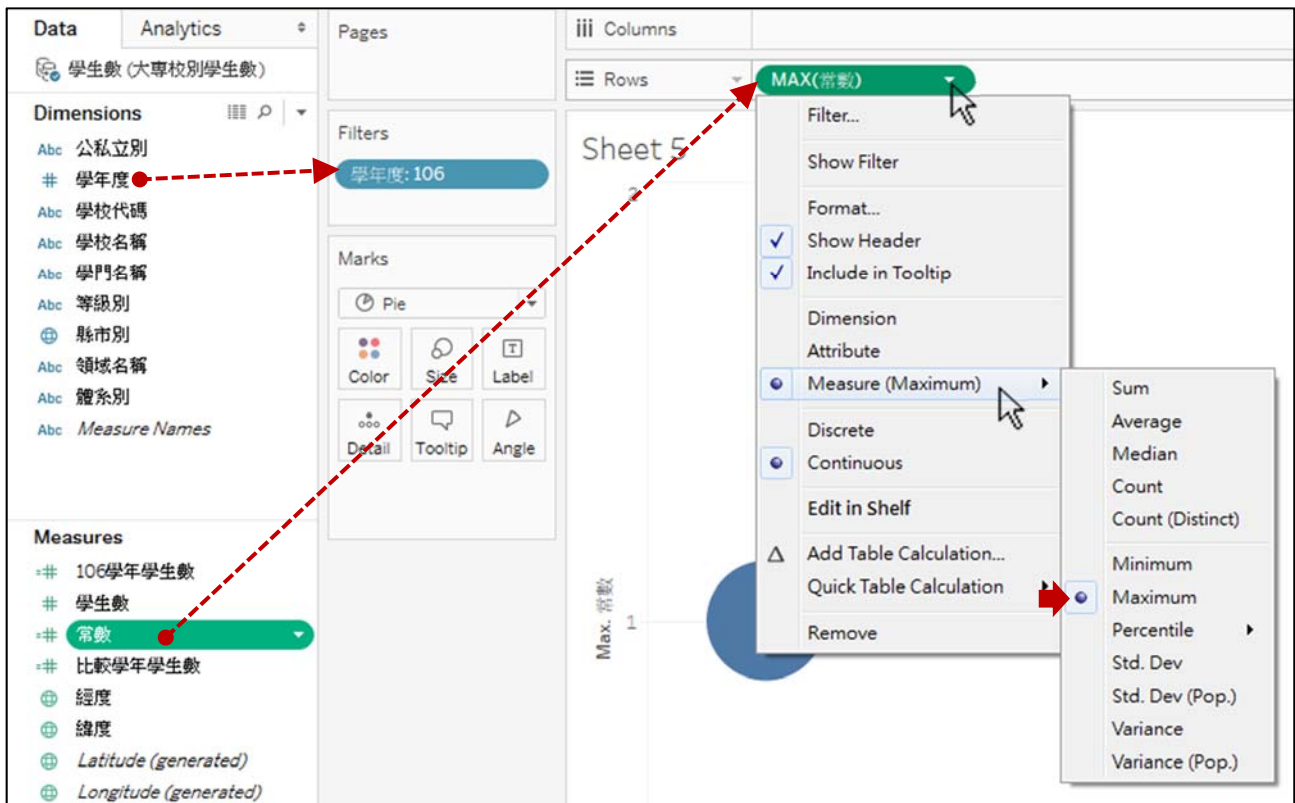 Data
Analytics
學生數 (大專校別學生數)
Dimensions
Abc 公私立別
# 學年度
Abc 學校代碼
Abc 學校名稱
Abc 學門名稱
Abc 等級別
縣市別
Abc 領域名稱
Abc 體系別
Abc Measure Names
Measures
=# 106學年學生數
# 學生數
=# 常數
=# 比較學年學生數
經度
緯度
Latitude (generated)
Longitude (generated)
Pages
Filters
學年度: 106
Marks
Pie
Color
Size
Label
Detail
Tooltip
Angle
Columns
Rows
MAX(常數)
Sheet 5
2
1
Max. 常數
Filter...
Show Filter
Format...
Show Header
Include in Tooltip
Dimension
Attribute
Measure (Maximum)
Discrete
Continuous
Edit in Shelf
Add Table Calculation...
Quick Table Calculation
Remove
Sum
Average
Median
Count
Count (Distinct)
Minimum
Maximum
Percentile
Std. Dev
Std. Dev (Pop.)
Variance
Variance (Pop.)